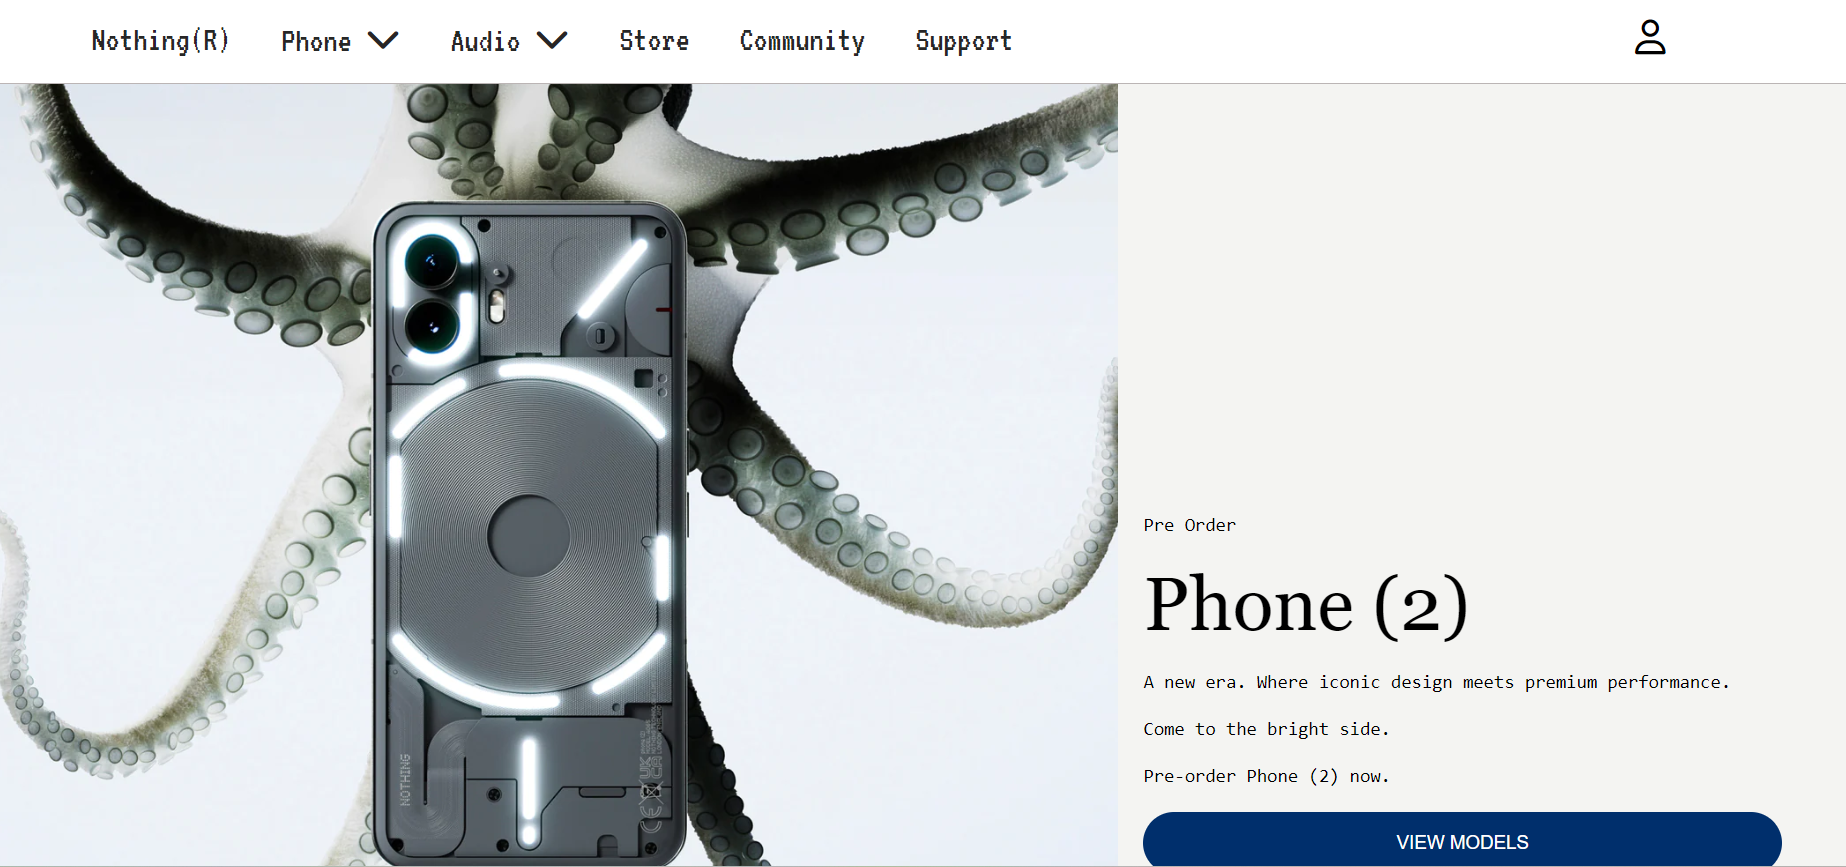 Nothing(R) Phone Audio Store Community Support
Pre Order
Phone (2)
A new era. Where iconic design meets premium performance.
Come to the bright side.
Pre-order Phone (2) now.
VIEW MODELS
NOTHING